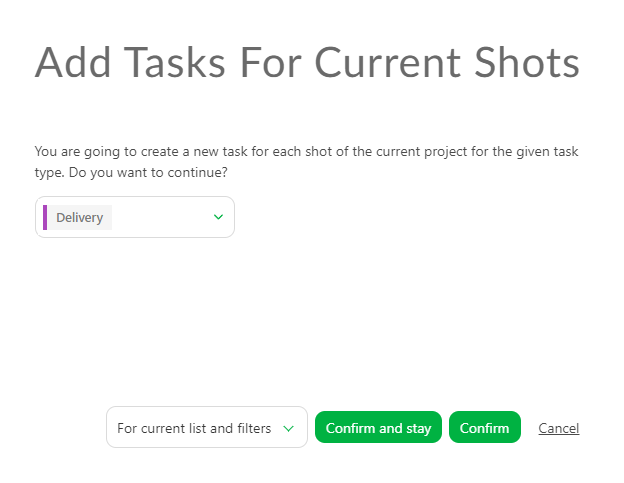 Add Tasks For Current Shots
You are going to create a new task for each shot of the current project for the given task
type. Do you want to continue?
Delivery
For current list and filters
Confirm and stay
Confirm
Cancel